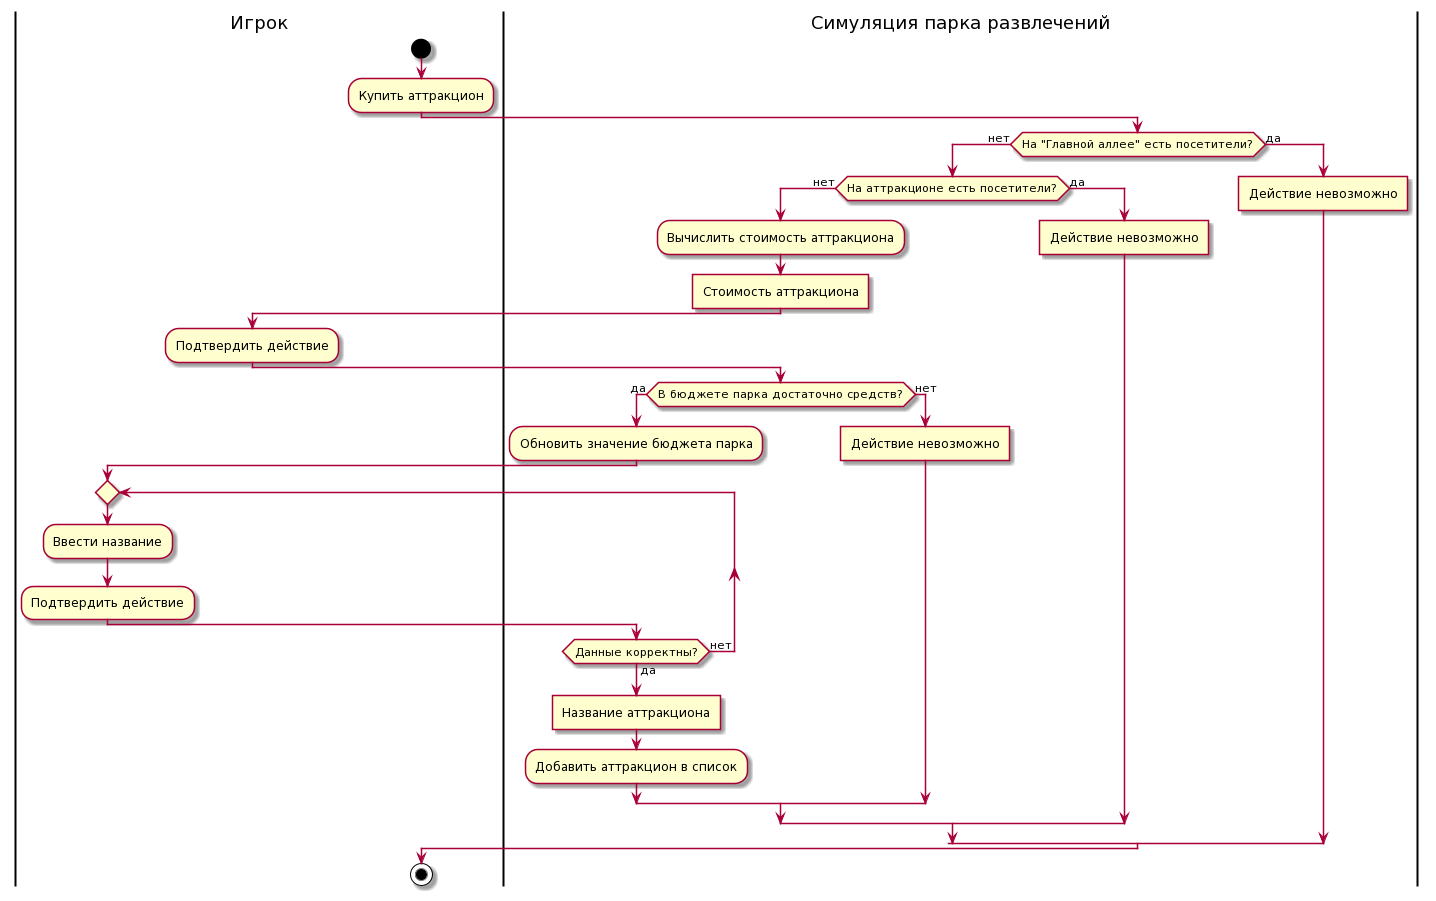 Игрок
Симуляция парка развлечений
Купить аттракцион
На "Главной аллее" есть посетители?
нет
да
На аттракционе есть посетители?
нет
да
Действие невозможно
Вычислить стоимость аттракциона
Действие невозможно
Стоимость аттракциона
Подтвердить действие
В бюджете парка достаточно средств?
да
нет
Обновить значение бюджета парка
Действие невозможно
Ввести название
Подтвердить действие
Данные корректны?
нет
да
Название аттракциона
Добавить аттракцион в список